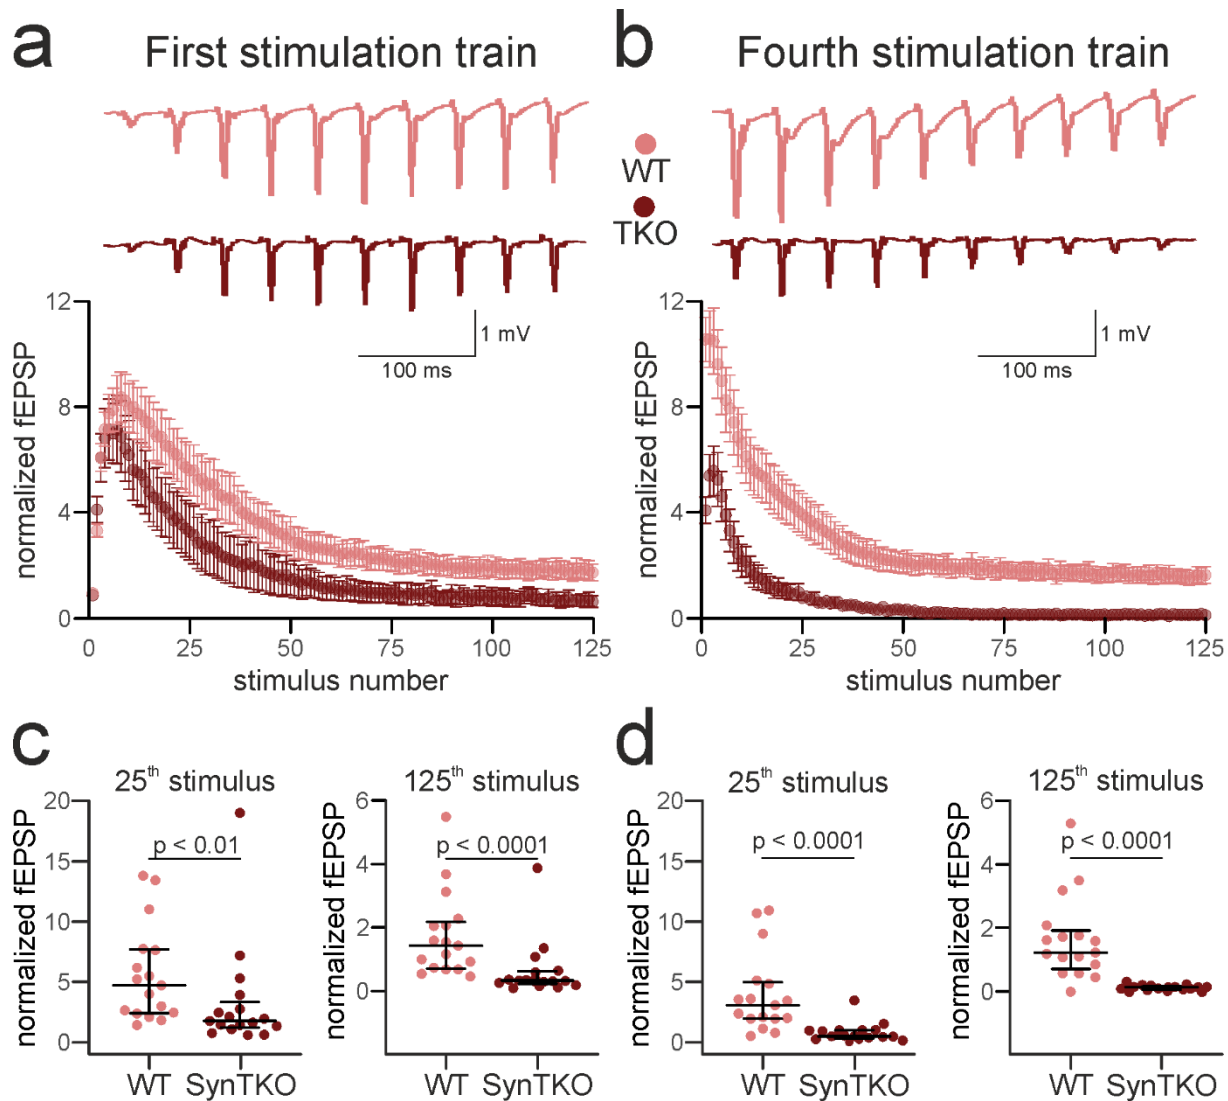 a
First stimulation train
b
Fourth stimulation train
WT
TKO
normalized fEPSP
12
8
4
0
1 mV
100 ms
0
25
50
75
100
125
stimulus number
normalized fEPSP
12
8
4
0
1 mV
100 ms
0
25
50
75
100
125
stimulus number
c
25th stimulus
normalized fEPSP
20
15
10
5
0
p < 0.01
WT
SynTKO
125th stimulus
normalized fEPSP
6
4
2
0
p < 0.0001
WT
SynTKO
d
25th stimulus
normalized fEPSP
20
15
10
5
0
p < 0.0001
WT
SynTKO
125th stimulus
normalized fEPSP
6
4
2
0
p < 0.0001
WT
SynTKO